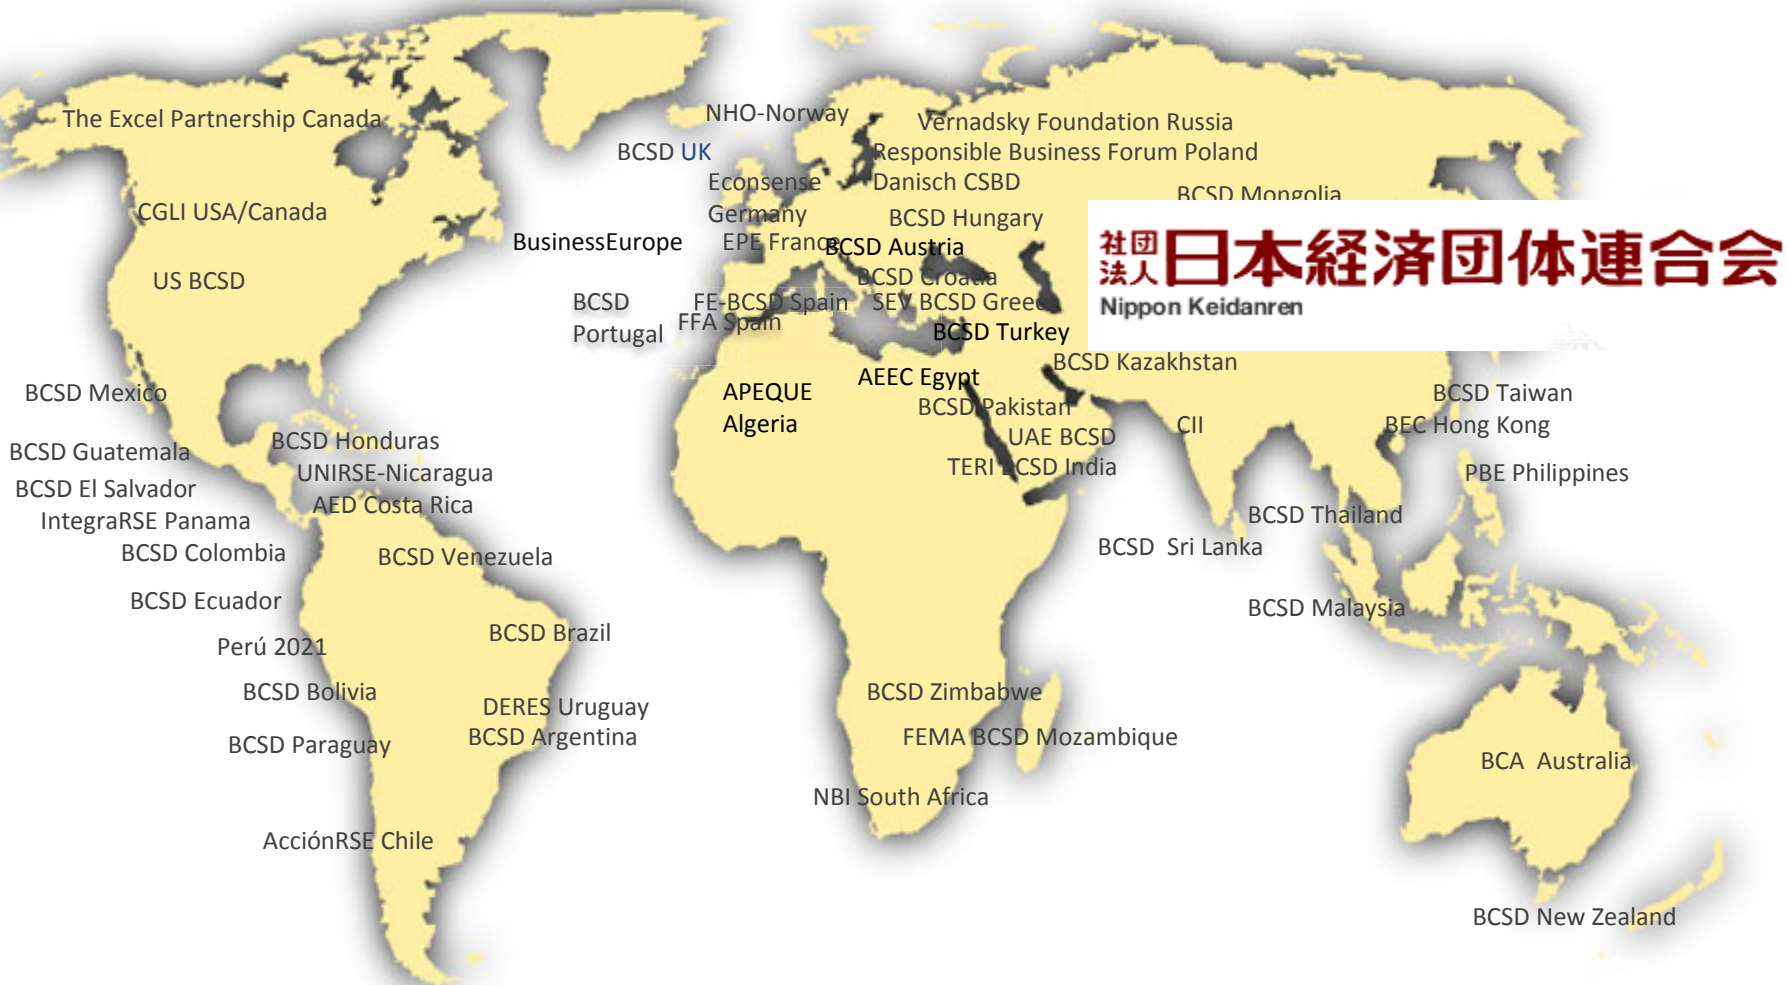 The Excel Partnership Canada
NHO-Norway
Vernadsky Foundation Russia
BCSD UK
Responsible Business Forum Poland
Econsense
Germany
Danisch CSBD
BCSD Mongolia
CGLI USA/Canada
BCSD Hungary
BusinessEurope
EPE France
BCSD Austria
社団
法人
日本経済団体連合会
Nippon Keidanren
US BCSD
BCSD Croatia
BCSD
Portugal
FE-BCSD Spain
SEV BCSD Greece
FFA Spain
BCSD Turkey
BCSD Kazakhstan
BCSD Mexico
APEQUE
Algeria
AEEC Egypt
BCSD Pakistan
BCSD Taiwan
CII
BEC Hong Kong
UAE BCSD
BCSD Guatemala
BCSD Honduras
TERI BCSD India
UNIRSE-Nicaragua
PBE Philippines
BCSD El Salvador
AED Costa Rica
IntegraRSE Panama
BCSD Thailand
BCSD Colombia
BCSD Venezuela
BCSD Sri Lanka
BCSD Ecuador
BCSD Malaysia
Perú 2021
BCSD Brazil
BCSD Bolivia
DERES Uruguay
BCSD Zimbabwe
BCSD Paraguay
BCSD Argentina
FEMA BCSD Mozambique
BCA Australia
NBI South Africa
AcciónRSE Chile
BCSD New Zealand